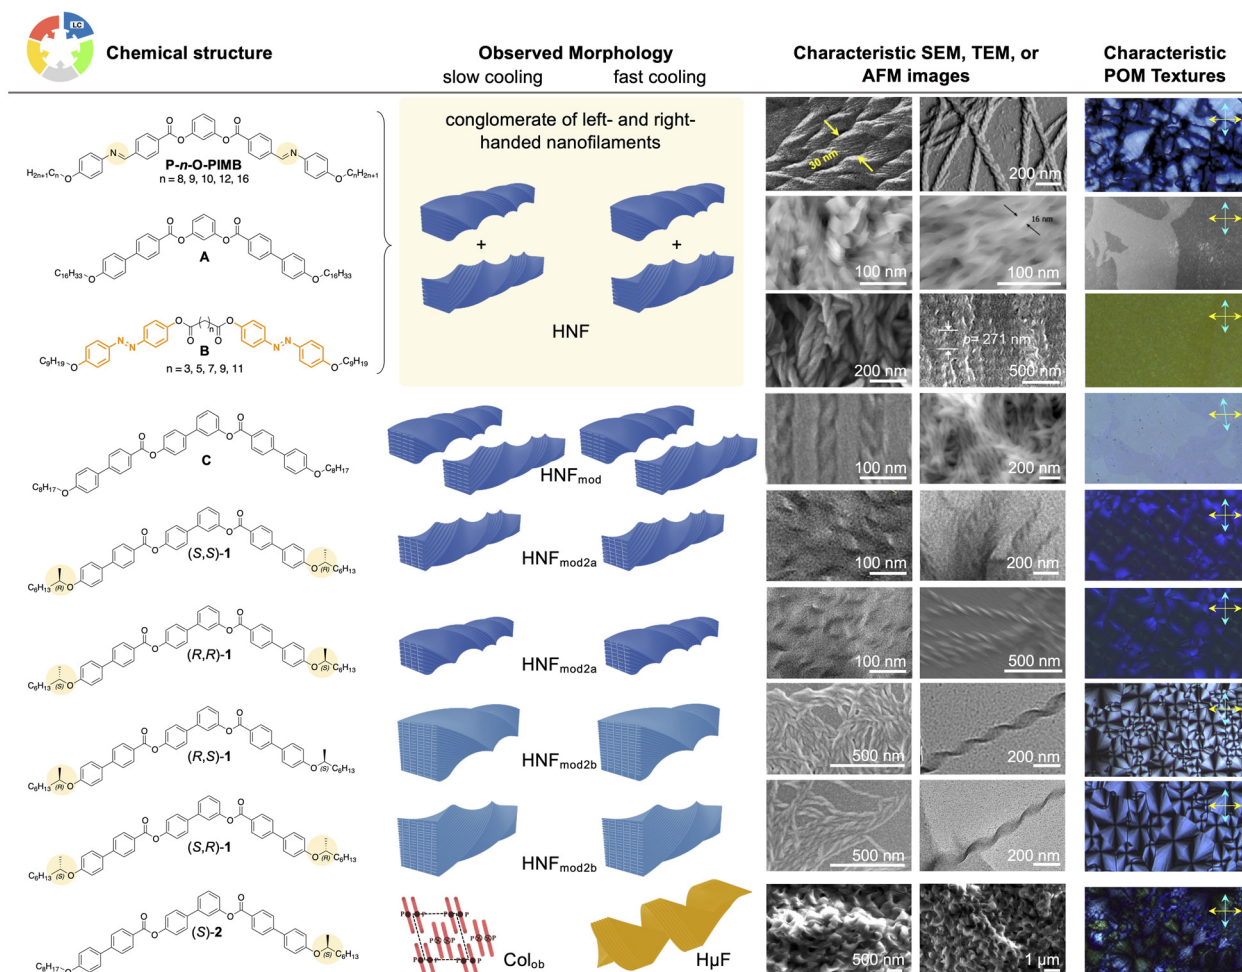 LC
Chemical structure
Observed Morphology
slow cooling
fast cooling
Characteristic SEM, TEM, or
AFM images
Characteristic
POM Textures
O
O
O
O
N
N
H2n+1Cn
O
P-n-O-PIMB
n = 8, 9, 10, 12, 16
O
CnH2n+1
conglomerate of left- and right-
handed nanofilaments
+
+
HNF
30 nm
200 nm
O
O
O
O
A
C16H33
O
O
C16H33
16 nm
100 nm
100 nm
O
O
n
O
O
N
N
N
N
C9H19
O
B
n = 3, 5, 7, 9, 11
O
C9H19
p= 271 nm
200 nm
500 nm
O
O
O
O
C
C8H17
O
O
C8H17
HNFmod
100 nm
200 nm
O
O
O
O
(S,S)-1
C6H13
(R)
O
O
(R)
C6H13
HNFmod2a
100 nm
200 nm
O
O
O
O
(R,R)-1
C6H13
(S)
O
O
(S)
C6H13
HNFmod2a
100 nm
500 nm
O
O
O
O
(R,S)-1
C6H13
(R)
O
O
(S)
C6H13
HNFmod2b
500 nm
200 nm
O
O
O
O
(S,R)-1
C6H13
(S)
O
O
(R)
C6H13
HNFmod2b
500 nm
200 nm
O
O
O
O
(S)-2
C8H17
O
O
(S)
C6H13
P
P
P
P
P
P
Colob
HμF
500 nm
1 μm